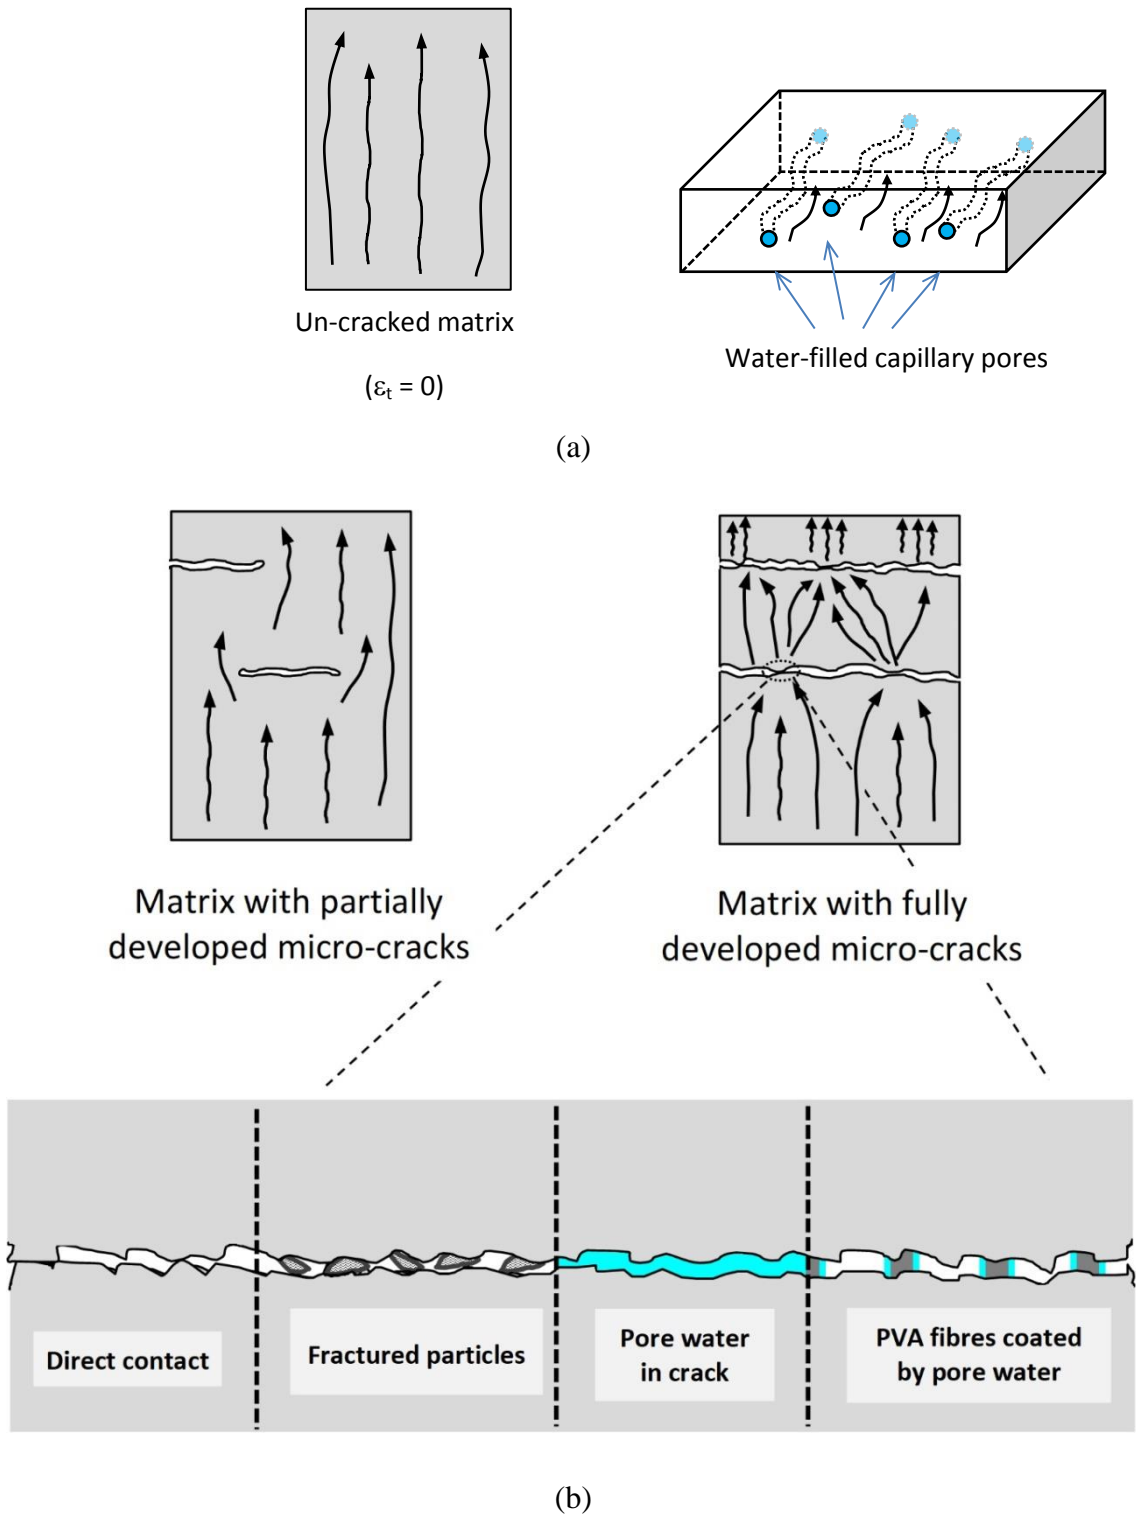 Un-cracked matrix
(εt = 0)
Water-filled capillary pores
(a)
Matrix with partially
developed micro-cracks
Matrix with fully
developed micro-cracks
Direct contact
Fractured particles
Pore water
in crack
PVA fibres coated
by pore water
(b)